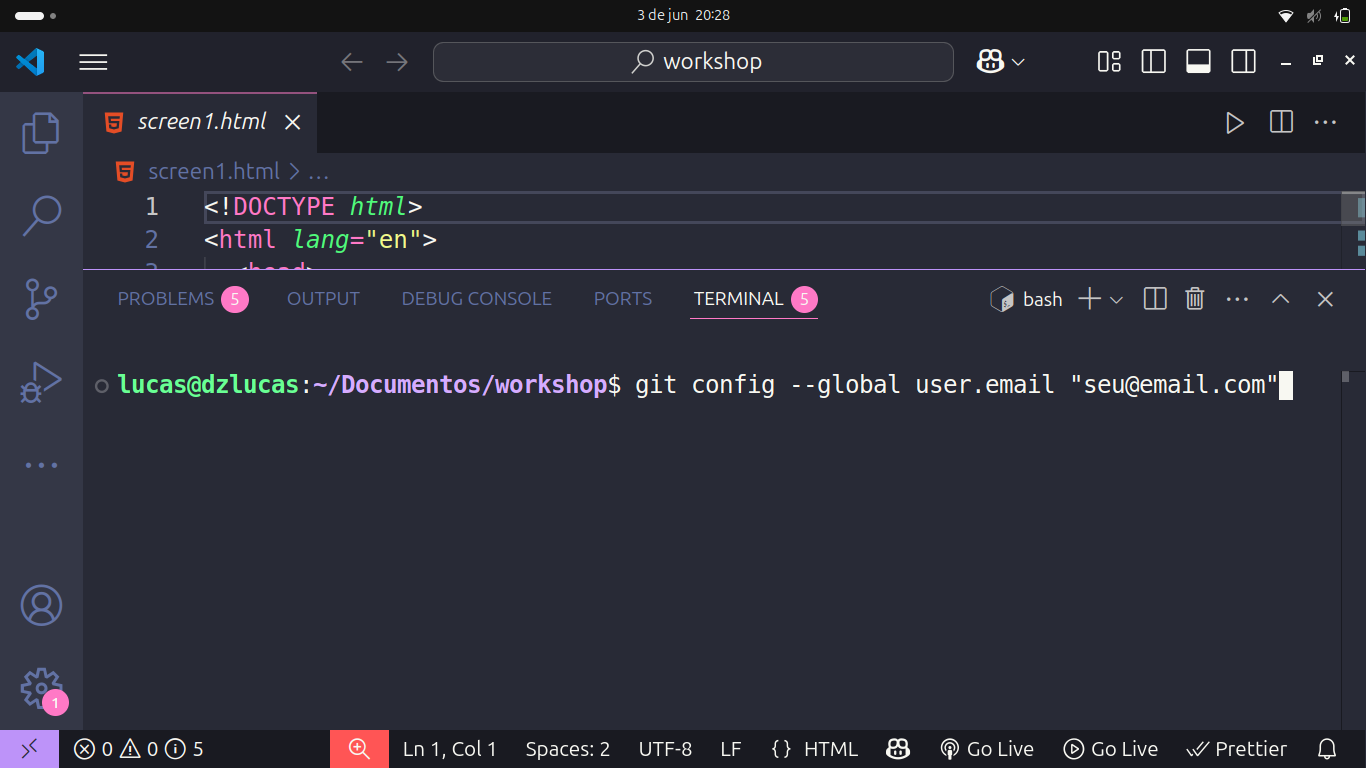 3 de jun 20:28
workshop
screen1.html
screen1.html > ...
1 <!DOCTYPE html>
2 <html lang="en">
3 <head>
PROBLEMS 5 OUTPUT DEBUG CONSOLE PORTS TERMINAL 5 bash
lucas@dzlucas:~/Documentos/workshop$ git config --global user.email "seu@email.com"
1
0 0 5 Ln 1, Col 1 Spaces: 2 UTF-8 LF {} HTML Go Live Go Live Prettier